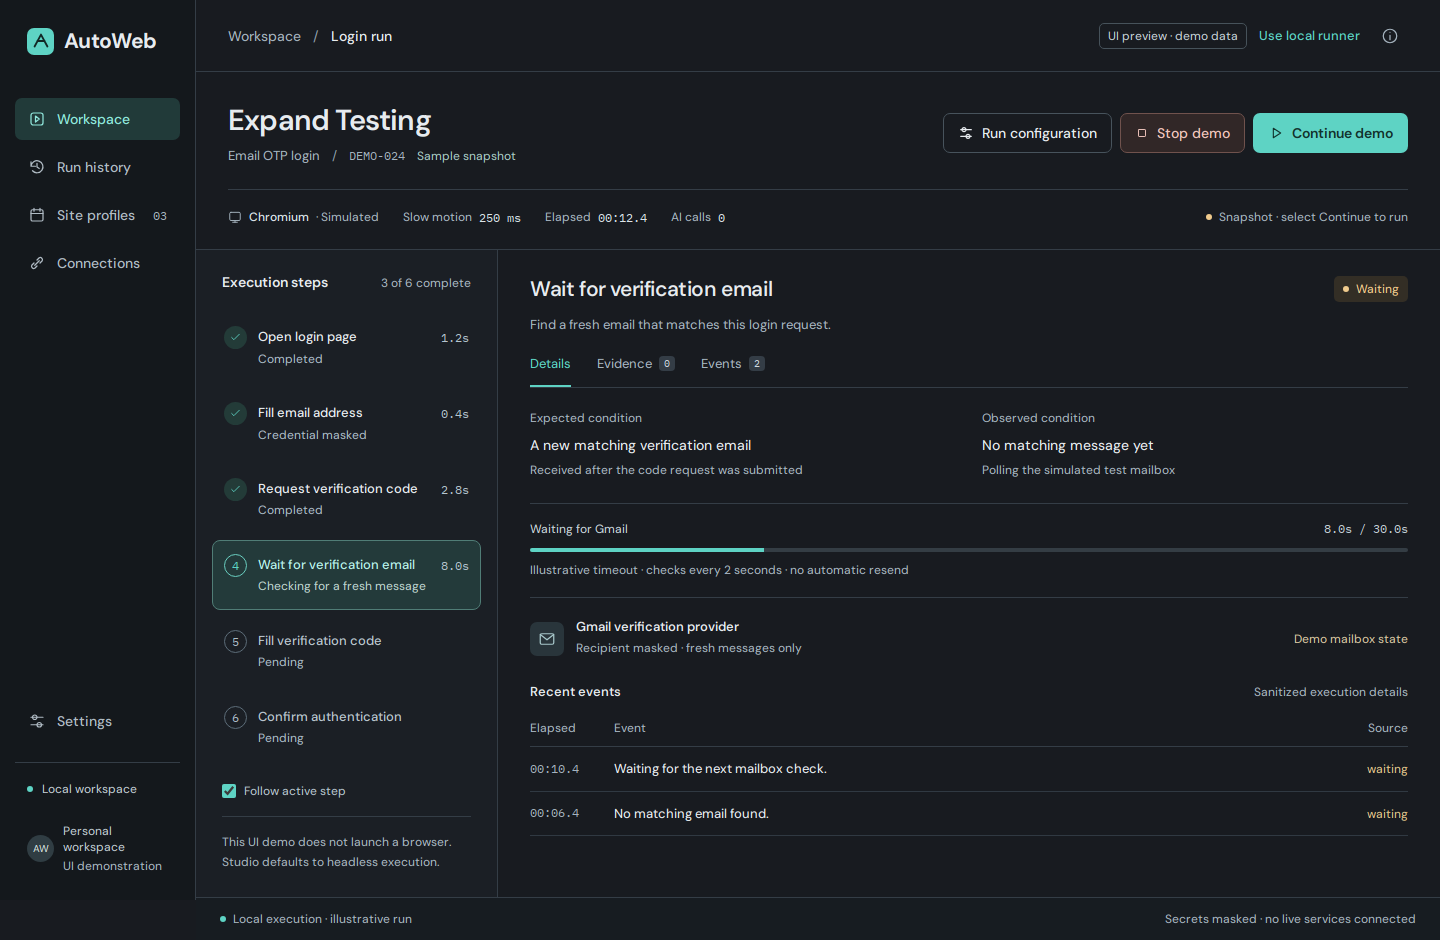 AutoWeb
Workspace
Run history
Site profiles 03
Connections
Settings
Local workspace
AW
Personal
workspace
UI demonstration
Workspace / Login run
UI preview · demo data
Use local runner
Expand Testing
Email OTP login / DEMO-024 Sample snapshot
Run configuration
Stop demo
Continue demo
Chromium · Simulated
Slow motion 250 ms
Elapsed 00:12.4
AI calls 0
Snapshot · select Continue to run
Execution steps
3 of 6 complete
Open login page 1.2s
Completed
Fill email address 0.4s
Credential masked
Request verification code 2.8s
Completed
4 Wait for verification email 8.0s
Checking for a fresh message
5 Fill verification code
Pending
6 Confirm authentication
Pending
Follow active step
This UI demo does not launch a browser.
Studio defaults to headless execution.
Wait for verification email
Waiting
Find a fresh email that matches this login request.
Details Evidence 0 Events 2
Expected condition
A new matching verification email
Received after the code request was submitted
Observed condition
No matching message yet
Polling the simulated test mailbox
Waiting for Gmail 8.0s / 30.0s
Illustrative timeout · checks every 2 seconds · no automatic resend
Gmail verification provider
Recipient masked · fresh messages only
Demo mailbox state
Recent events
Sanitized execution details
Elapsed Event Source
00:10.4 Waiting for the next mailbox check. waiting
00:06.4 No matching email found. waiting
Local execution · illustrative run
Secrets masked · no live services connected